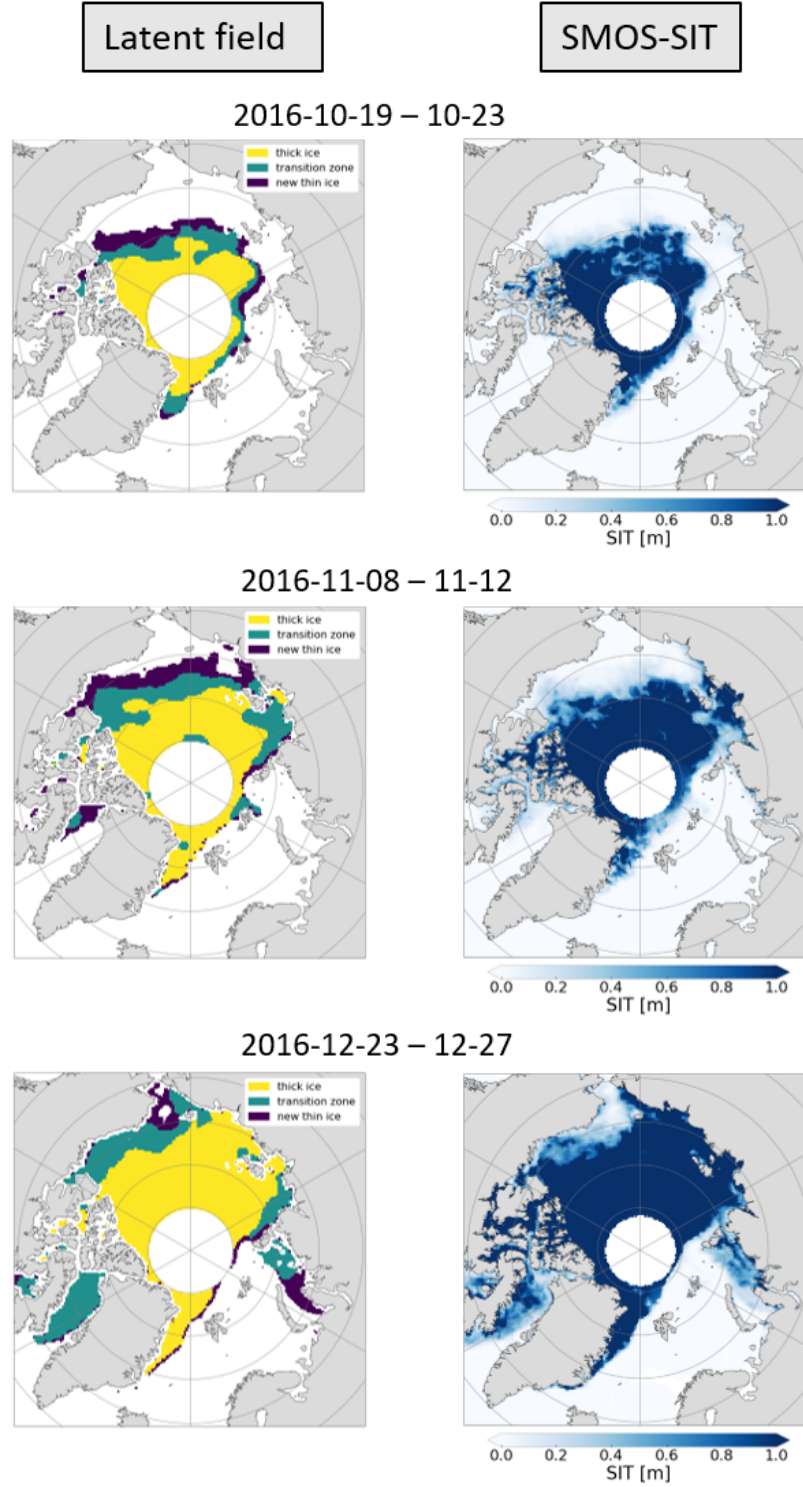 Latent field
SMOS-SIT
2016-10-19 – 10-23
thick ice
transition zone
new thin ice
0.0 0.2 0.4 0.6 0.8 1.0
SIT [m]
2016-11-08 – 11-12
thick ice
transition zone
new thin ice
0.0 0.2 0.4 0.6 0.8 1.0
SIT [m]
2016-12-23 – 12-27
thick ice
transition zone
new thin ice
0.0 0.2 0.4 0.6 0.8 1.0
SIT [m]